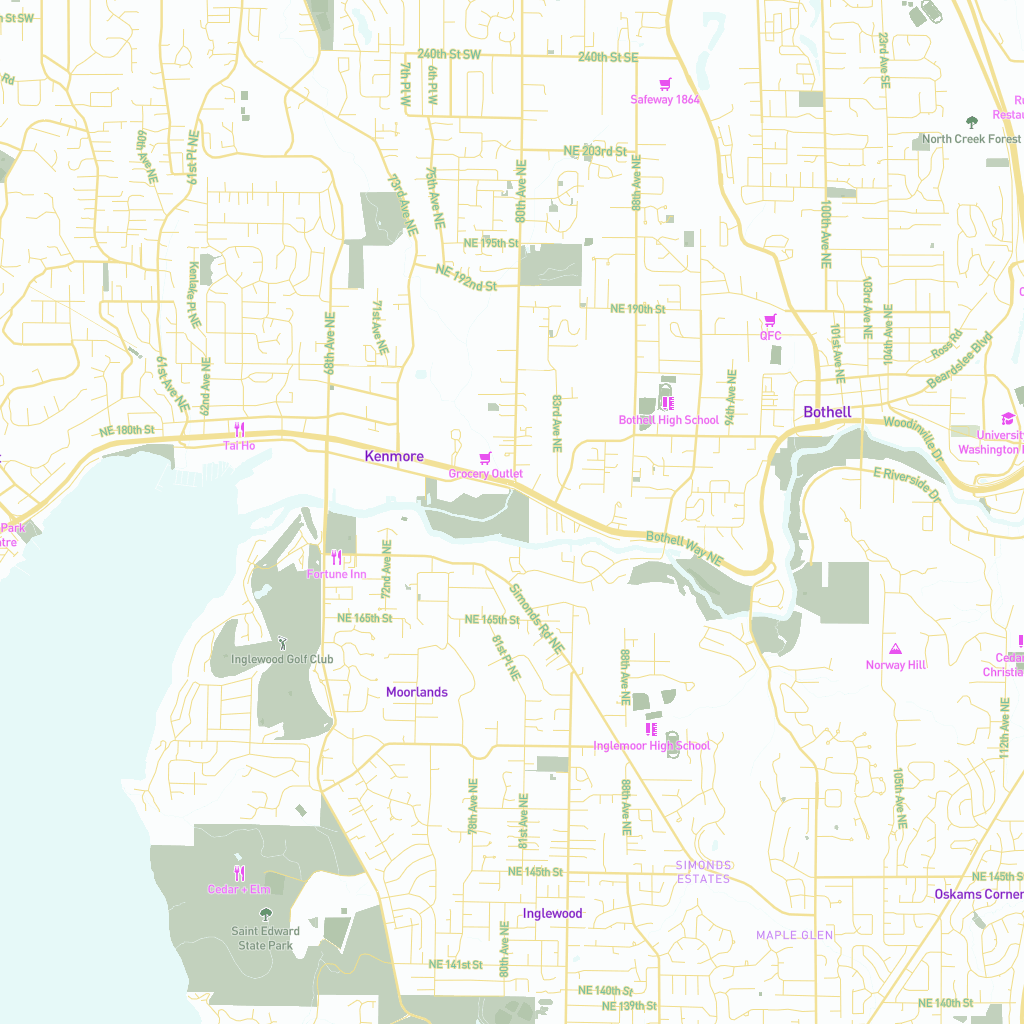 240th St SW
240th St SE
7th Pl W
6th Pl W
Safeway 1864
23rd Ave SE
North Creek Forest
60th Ave NE
61st Pl NE
NE 203rd St
73rd Ave NE
75th Ave NE
80th Ave NE
88th Ave NE
100th Ave NE
NE 195th St
NE 192nd St
Kenlake Pl NE
71st Ave NE
68th Ave NE
NE 190th St
QFC
103rd Ave NE
104th Ave NE
101st Ave NE
Ross Rd
Beardslee Blvd
61st Ave NE
62nd Ave NE
83rd Ave NE
94th Ave NE
Bothell High School
Bothell
Woodinville Dr
University
Washington
NE 180th St
Tai Ho
Kenmore
Grocery Outlet
E Riverside Dr
Park
Bothell Way NE
Fortune Inn
72nd Ave NE
Simonds Rd NE
NE 165th St
NE 165th St
81st Pl NE
Inglewood Golf Club
88th Ave NE
Norway Hill
Cedar
Christian
Moorlands
Inglemoor High School
112th Ave NE
78th Ave NE
81st Ave NE
88th Ave NE
105th Ave NE
SIMONDS
ESTATES
NE 145th St
NE 145th St
Cedar + Elm
Oskams Corner
Inglewood
Saint Edward
State Park
80th Ave NE
MAPLE GLEN
NE 141st St
NE 140th St
NE 139th St
NE 140th St